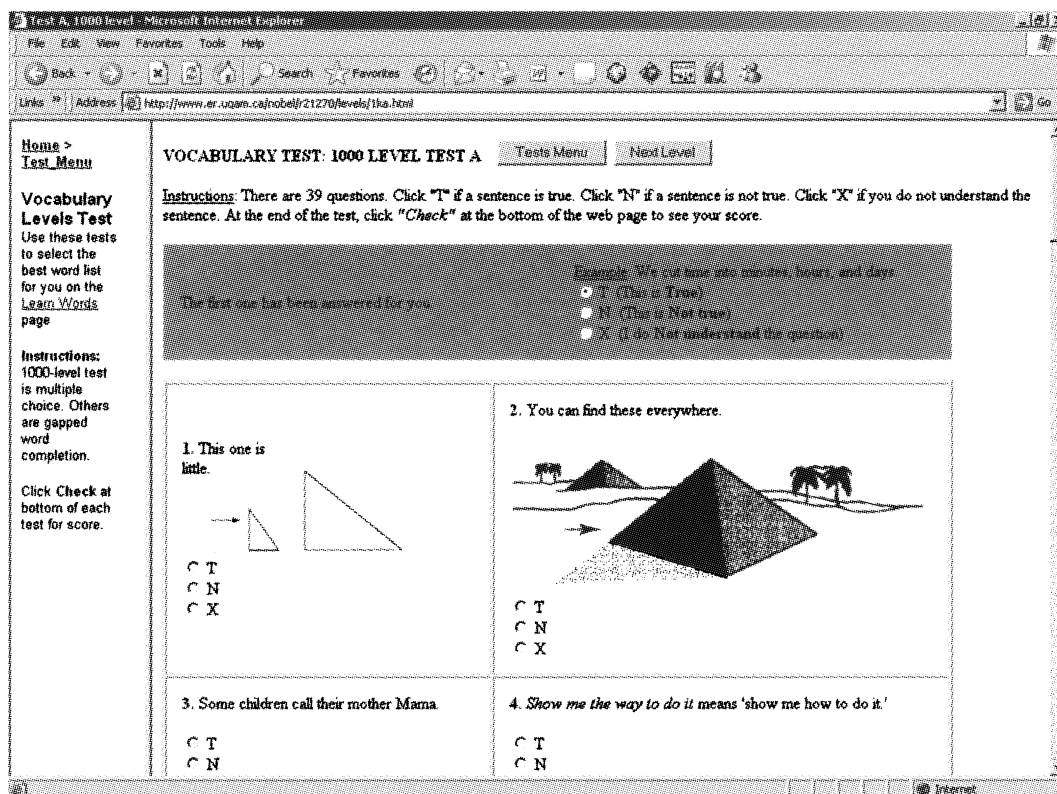 Test A, 1000 level - Microsoft Internet Explorer
File Edit View Favorites Tools Help
Back Search Favorites
Links » Address http://www.er.uqam.ca/nobel/r21270/levels/1ka.html Go
Home >
Test_Menu
Vocabulary
Levels Test
Use these tests
to select the
best word list
for you on the
Learn Words
page
Instructions:
1000-level test
is multiple
choice. Others
are gapped
word
completion.
Click Check at
bottom of each
test for score.
VOCABULARY TEST: 1000 LEVEL TEST A Tests Menu Next Level
Instructions: There are 39 questions. Click "T" if a sentence is true. Click "N" if a sentence is not true. Click "X" if you do not understand the
sentence. At the end of the test, click "Check" at the bottom of the web page to see your score.
The first one has been answered for you.
Example: We cut time into minutes, hours, and days.
T (This is True)
N (This is Not true)
X (I do Not understand the question)
1. This one is
little.
T
N
X
2. You can find these everywhere.
T
N
X
3. Some children call their mother Mama.
T
N
4. Show me the way to do it means 'show me how to do it.'
T
N
Internet